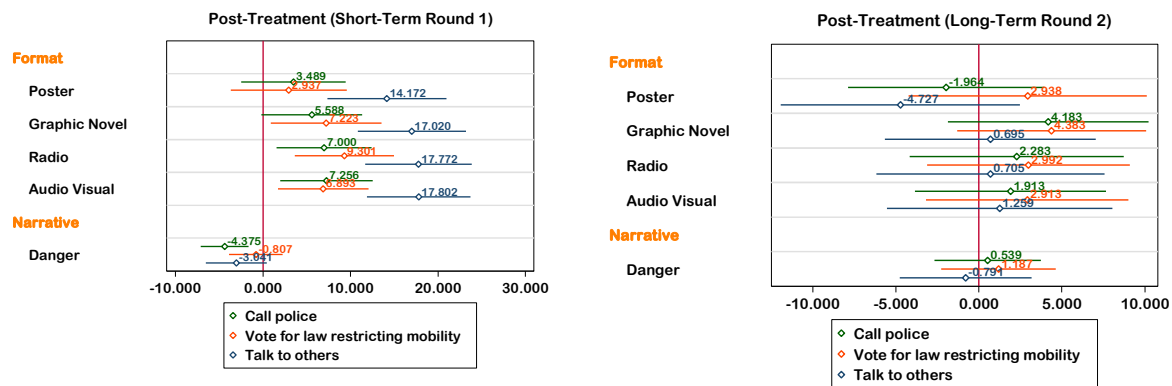 Post-Treatment (Short-Term Round 1)
Format
Poster
3.489
2.937
14.172
Graphic Novel
5.588
7.223
17.020
Radio
7.000
9.301
17.772
Audio Visual
7.256
6.893
17.802
Narrative
Danger
-4.375
-0.807
-3.041
-10.000 0.000 10.000 20.000 30.000
Call police
Vote for law restricting mobility
Talk to others
Post-Treatment (Long-Term Round 2)
Format
Poster
-1.964
2.938
-4.727
Graphic Novel
4.183
4.383
0.695
Radio
2.283
2.992
0.705
Audio Visual
1.913
2.913
1.259
Narrative
Danger
0.539
1.187
-0.791
-10.000 -5.000 0.000 5.000 10.000
Call police
Vote for law restricting mobility
Talk to others